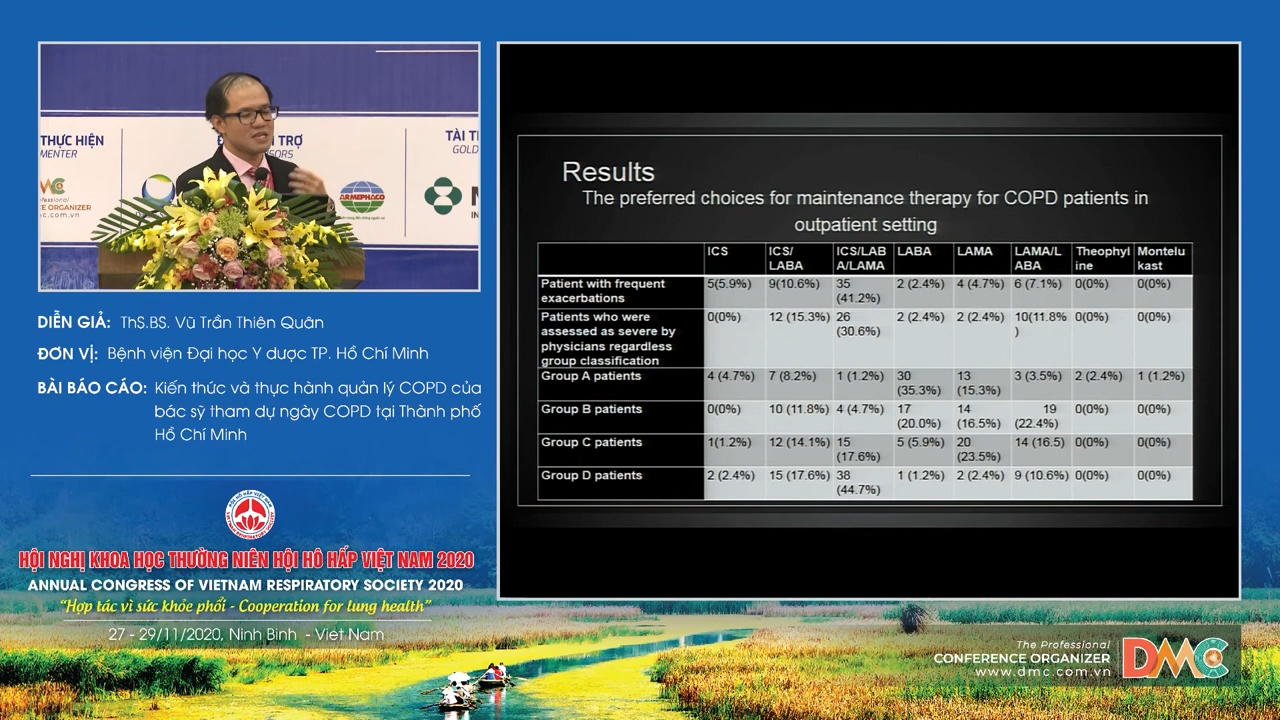 THỰC HIỆN
MENTER
TRỢ
SORS
TÀI T
GOLD
DMC
Professional
CE ORGANIZER
dmc.com.vn
ARMEPHACO
DIỄN GIẢ: ThS.BS. Vũ Trần Thiên Quân
ĐƠN VỊ: Bệnh viện Đại học Y dược TP. Hồ Chí Minh
BÀI BÁO CÁO: Kiến thức và thực hành quản lý COPD của
bác sỹ tham dự ngày COPD tại Thành phố
Hồ Chí Minh
HỘI NGHỊ KHOA HỌC THƯỜNG NIÊN HỘI HÔ HẤP VIỆT NAM 2020
ANNUAL CONGRESS OF VIETNAM RESPIRATORY SOCIETY 2020
“Hợp tác vì sức khỏe phổi - Cooperation for lung health”
27 - 29/11/2020, Ninh Bình - Viet Nam
Results
The preferred choices for maintenance therapy for COPD patients in
outpatient setting
ICS ICS/ LABA ICS/LAB A/LAMA LABA LAMA LAMA/L ABA Theophyl ine Montelu kast
Patient with frequent exacerbations 5(5.9%) 9(10.6%) 35 (41.2%) 2 (2.4%) 4 (4.7%) 6 (7.1%) 0(0%) 0(0%)
Patients who were assessed as severe by physicians regardless group classification 0(0%) 12 (15.3%) 26 (30.6%) 2 (2.4%) 2 (2.4%) 10(11.8% ) 0(0%) 0(0%)
Group A patients 4 (4.7%) 7 (8.2%) 1 (1.2%) 30 (35.3%) 13 (15.3%) 3 (3.5%) 2 (2.4%) 1 (1.2%)
Group B patients 0(0%) 10 (11.8%) 4 (4.7%) 17 (20.0%) 14 (16.5%) 19 (22.4%) 0(0%) 0(0%)
Group C patients 1(1.2%) 12 (14.1%) 15 (17.6%) 5 (5.9%) 20 (23.5%) 14 (16.5) 0(0%) 0(0%)
Group D patients 2 (2.4%) 15 (17.6%) 38 (44.7%) 1 (1.2%) 2 (2.4%) 9 (10.6%) 0(0%) 0(0%)
The Professional
CONFERENCE ORGANIZER
www.dmc.com.vn
DMC